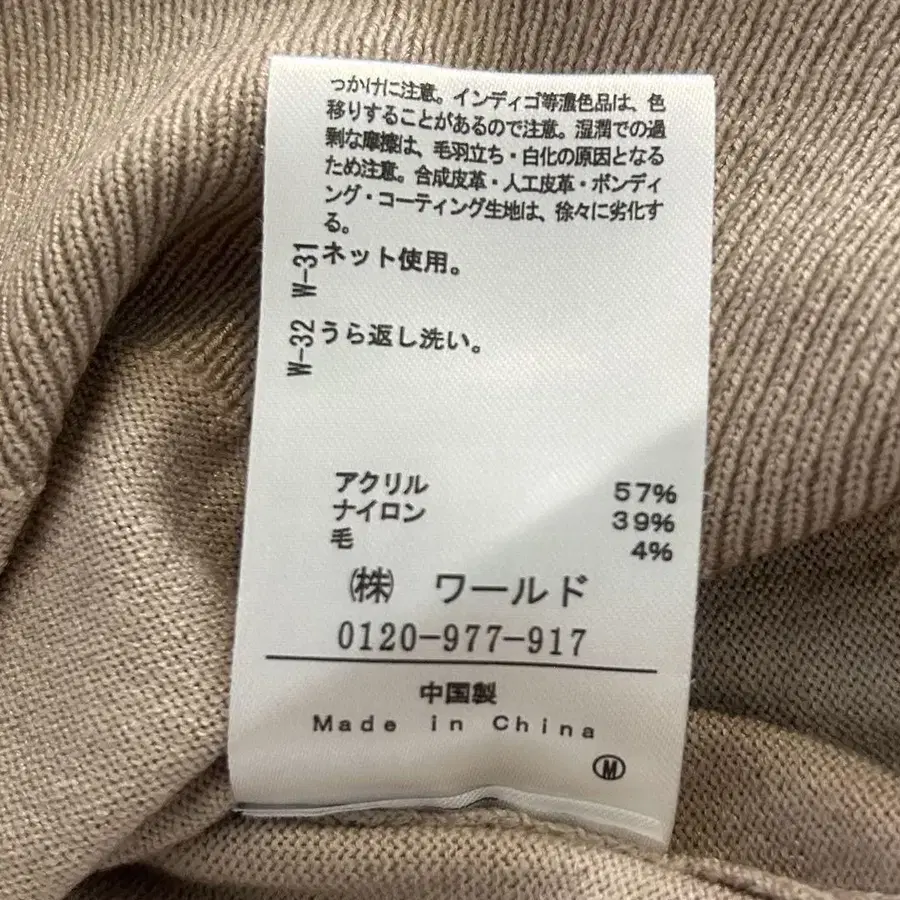 っかけに注意。インディゴ等濃色品は、色
移りすることがあるので注意。湿潤での過
剰な摩擦は、毛羽立ち・白化の原因となる
ため注意。合成皮革・人工皮革・ボンディ
ング・コーティング生地は、徐々に劣化す
る。
W-31 ネット使用。
W-32 うら返し洗い。
アクリル 57%
ナイロン 39%
毛 4%
㈱ ワールド
0120-977-917
中国製
Made in China
Ⓜ